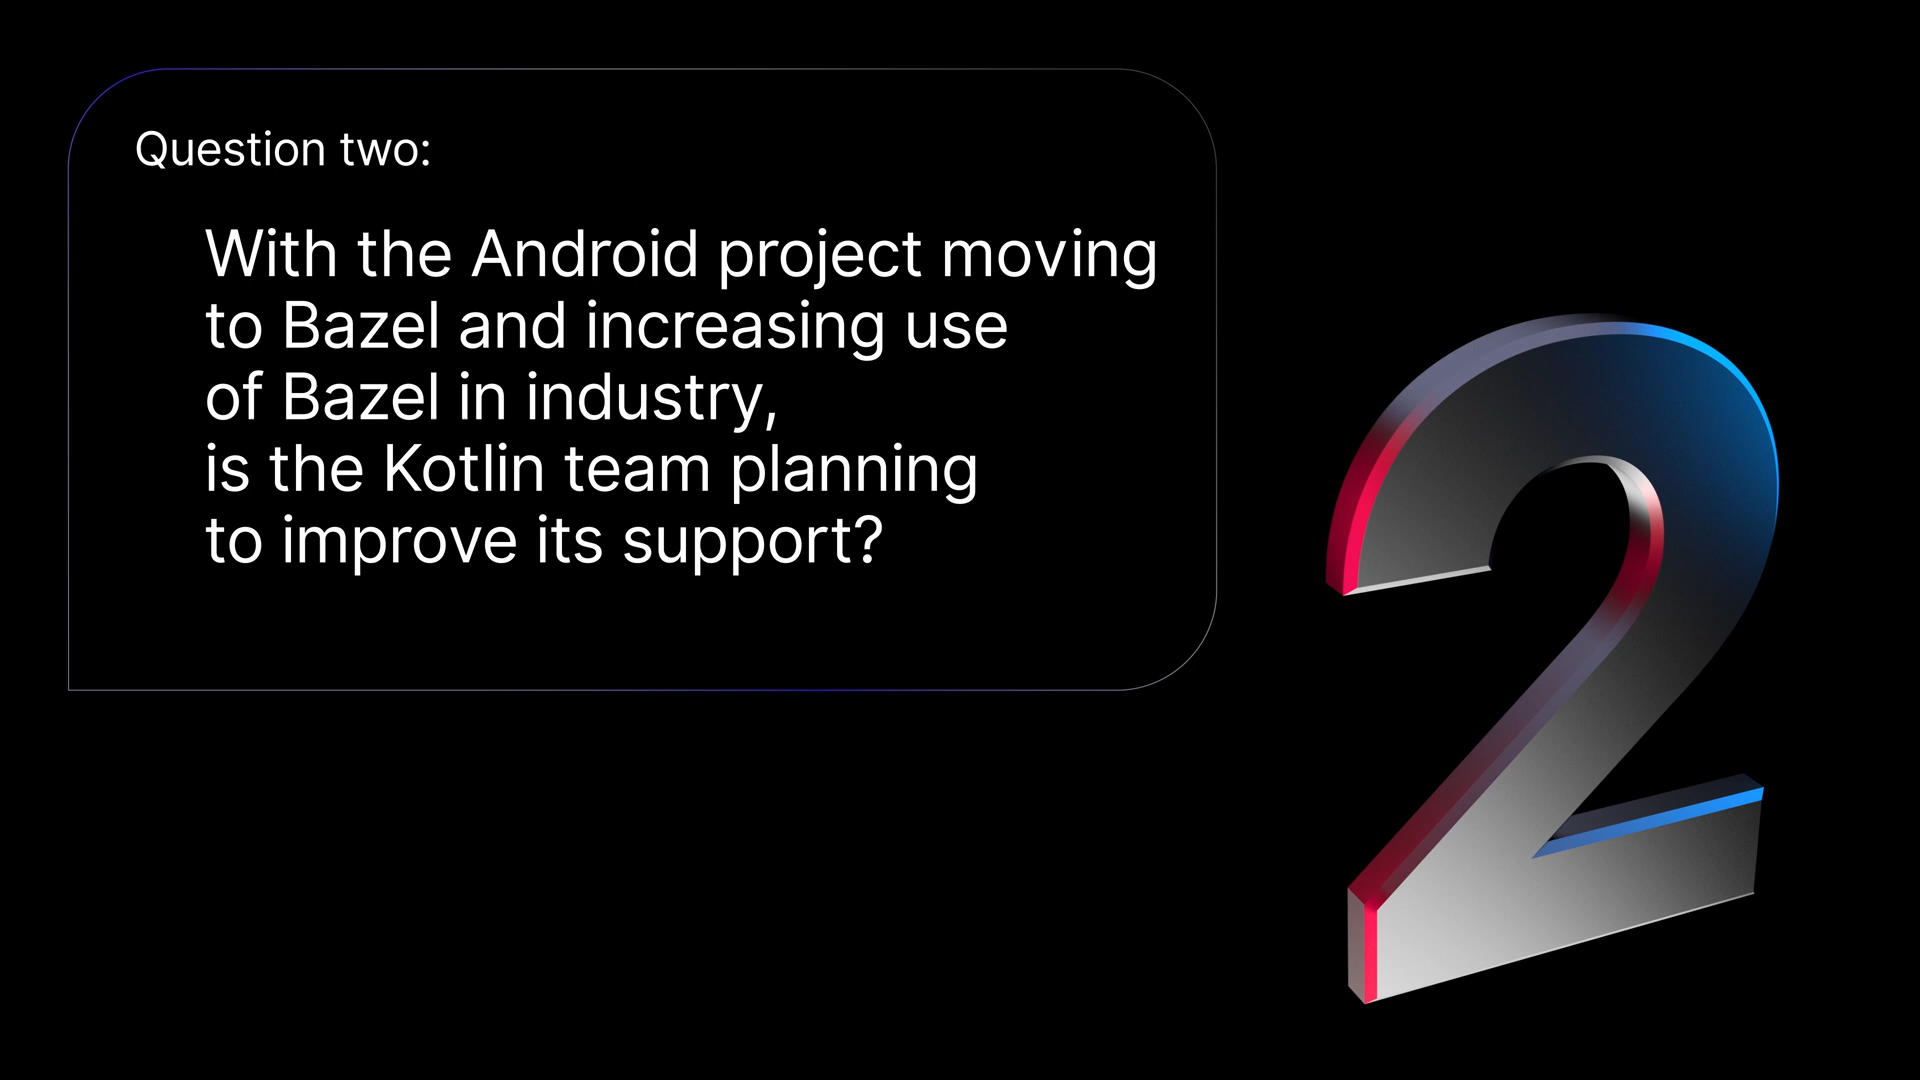 Question two:
With the Android project moving
to Bazel and increasing use
of Bazel in industry,
is the Kotlin team planning
to improve its support?
2